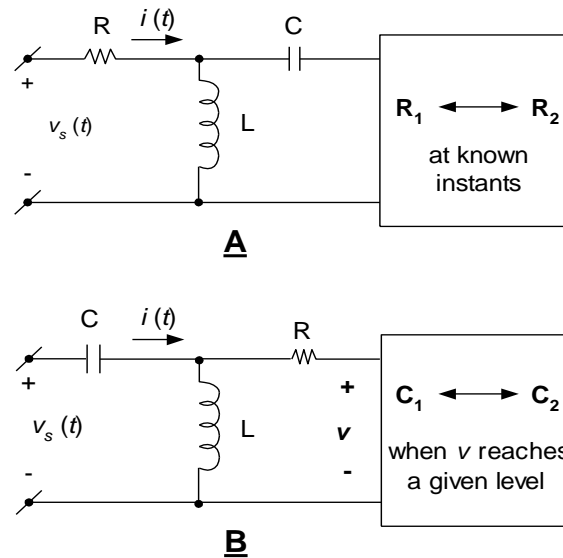 R i (t) C
+
v_s (t) L R₁ R₂
at known
instants
-
A
C i (t) R
+
v_s (t) L + C₁ C₂
v when v reaches
- - a given level
B